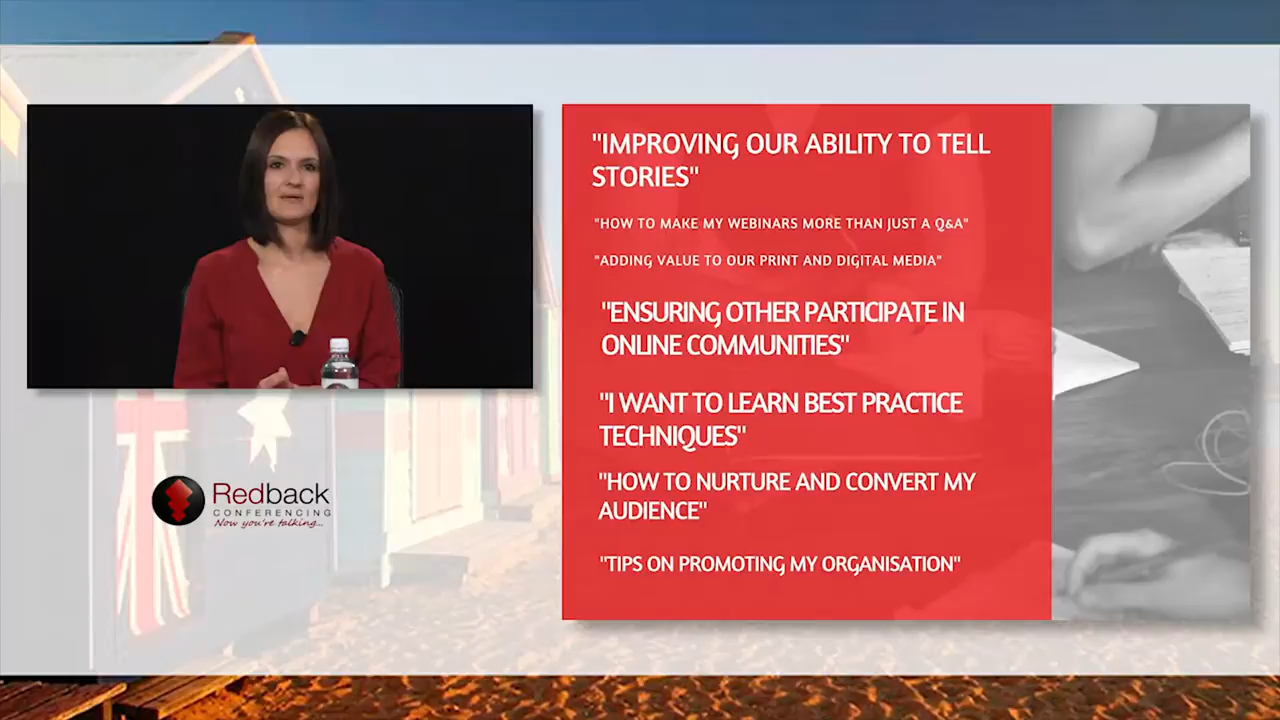 "IMPROVING OUR ABILITY TO TELL
STORIES"
"HOW TO MAKE MY WEBINARS MORE THAN JUST A Q&A"
"ADDING VALUE TO OUR PRINT AND DIGITAL MEDIA"
"ENSURING OTHER PARTICIPATE IN
ONLINE COMMUNITIES"
"I WANT TO LEARN BEST PRACTICE
TECHNIQUES"
"HOW TO NURTURE AND CONVERT MY
AUDIENCE"
"TIPS ON PROMOTING MY ORGANISATION"
Redback
CONFERENCING
Now you're talking...